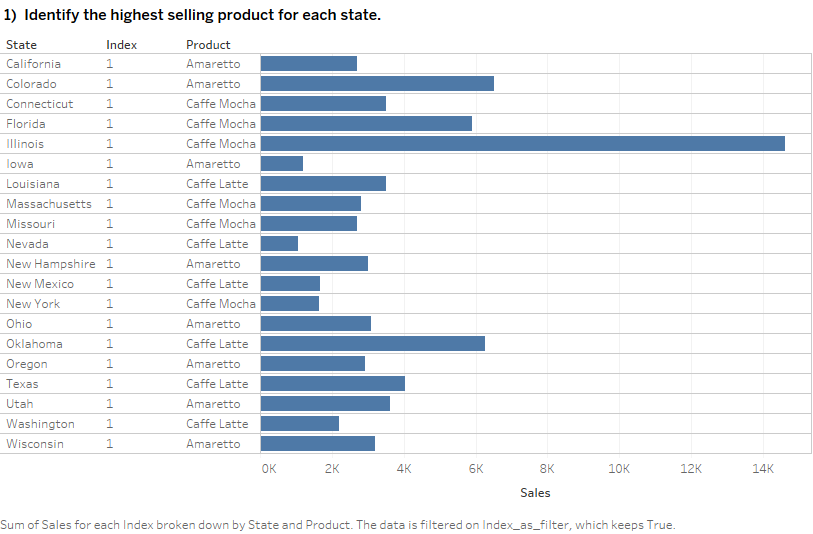 1) Identify the highest selling product for each state.
State Index Product
California 1 Amaretto
Colorado 1 Amaretto
Connecticut 1 Caffe Mocha
Florida 1 Caffe Mocha
Illinois 1 Caffe Mocha
Iowa 1 Amaretto
Louisiana 1 Caffe Latte
Massachusetts 1 Caffe Mocha
Missouri 1 Caffe Mocha
Nevada 1 Caffe Latte
New Hampshire 1 Amaretto
New Mexico 1 Caffe Latte
New York 1 Caffe Mocha
Ohio 1 Amaretto
Oklahoma 1 Caffe Latte
Oregon 1 Amaretto
Texas 1 Caffe Latte
Utah 1 Amaretto
Washington 1 Caffe Latte
Wisconsin 1 Amaretto
0K 2K 4K 6K 8K 10K 12K 14K
Sales
Sum of Sales for each Index broken down by State and Product. The data is filtered on Index_as_filter, which keeps True.